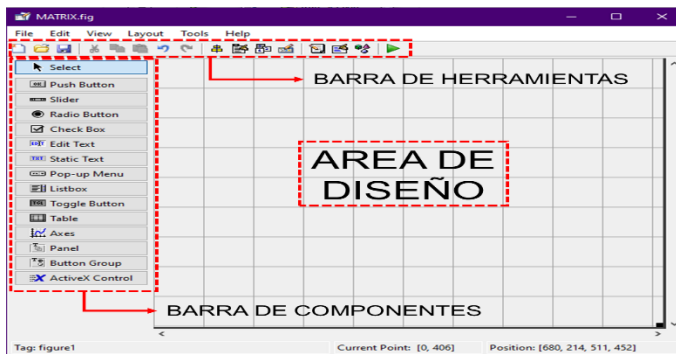 MATRIX.fig
File Edit View Layout Tools Help
BARRA DE HERRAMIENTAS
Select
Push Button
Slider
Radio Button
Check Box
Edit Text
Static Text
Pop-up Menu
Listbox
Toggle Button
Table
Axes
Panel
Button Group
ActiveX Control
AREA DE
DISEÑO
BARRA DE COMPONENTES
Tag: figure1 Current Point: [0, 406] Position: [680, 214, 511, 452]